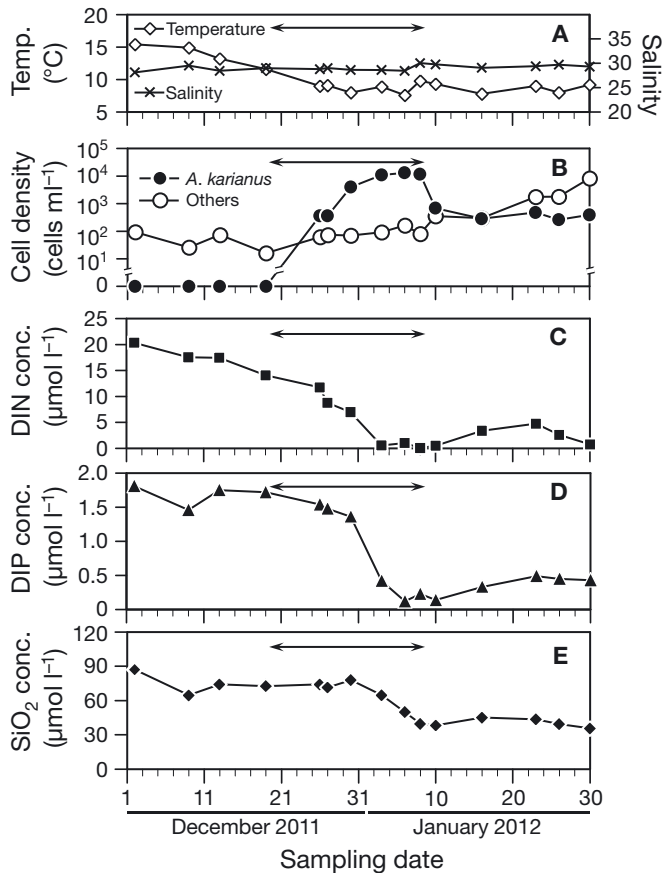 20
15
10
5
Temp.
(°C)
Temperature
Salinity
A
35
30
25
20
Salinity
10⁵
10⁴
10³
10²
10¹
0
Cell density
(cells ml⁻¹)
A. karianus
Others
B
25
20
15
10
5
0
DIN conc.
(µmol l⁻¹)
C
2.0
1.5
1.0
0.5
0
DIP conc.
(µmol l⁻¹)
D
120
90
60
30
0
SiO₂ conc.
(µmol l⁻¹)
E
1 11 21 31 10 20 30
December 2011 January 2012
Sampling date